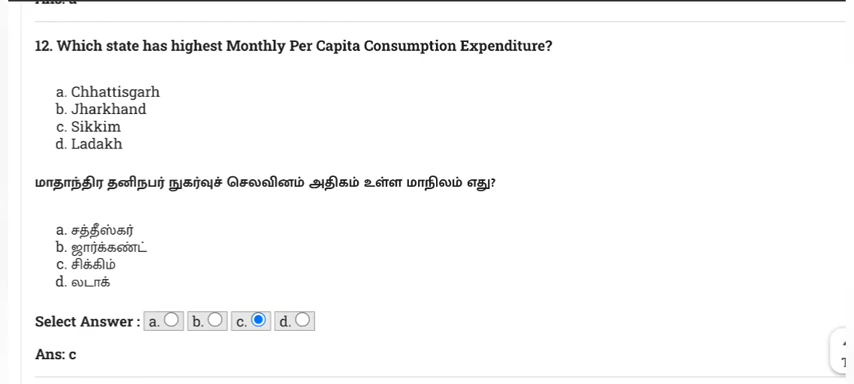 12. Which state has highest Monthly Per Capita Consumption Expenditure?
a. Chhattisgarh
b. Jharkhand
c. Sikkim
d. Ladakh
மாதாந்திர தனிநபர் நுகர்வுச் செலவினம் அதிகம் உள்ள மாநிலம் எது?
a. சத்தீஸ்கர்
b. ஜார்க்கண்ட்
c. சிக்கிம்
d. லடாக்
Select Answer : a. b. c. d.
Ans: c